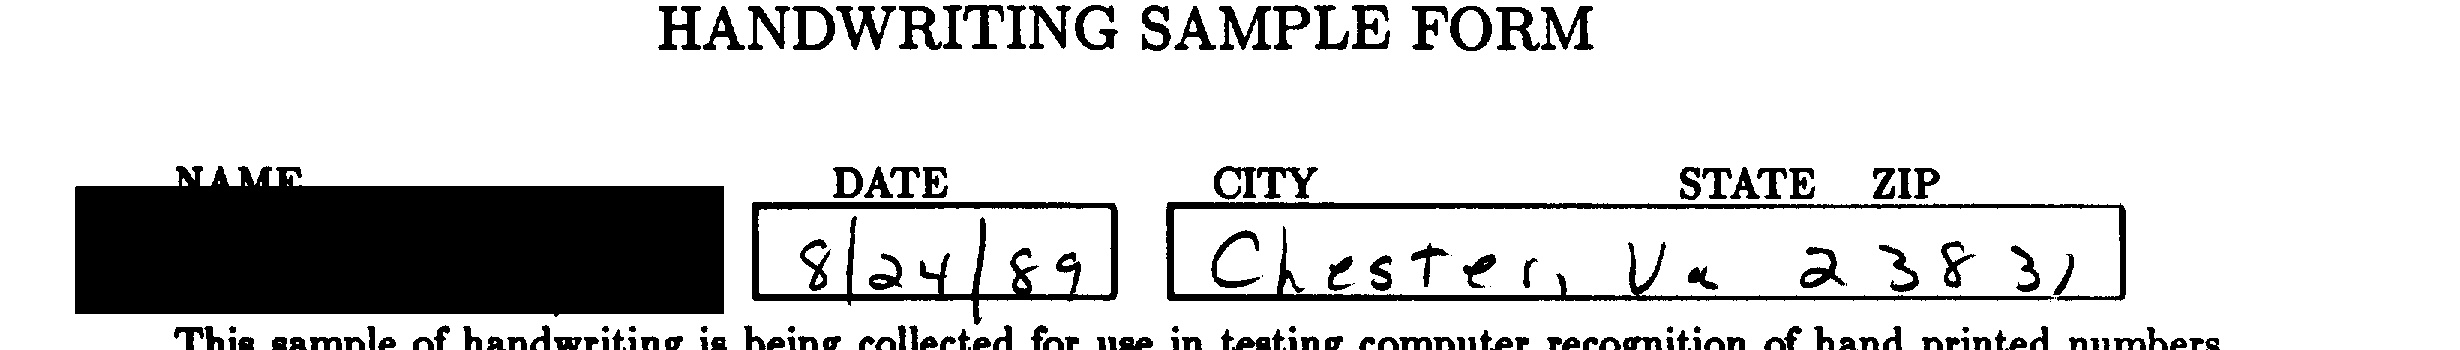 HANDWRITING SAMPLE FORM
NAME DATE CITY STATE ZIP
8/24/89 Chester, Va 23831
This sample of handwriting is being collected for use in testing computer recognition of hand printed numbers